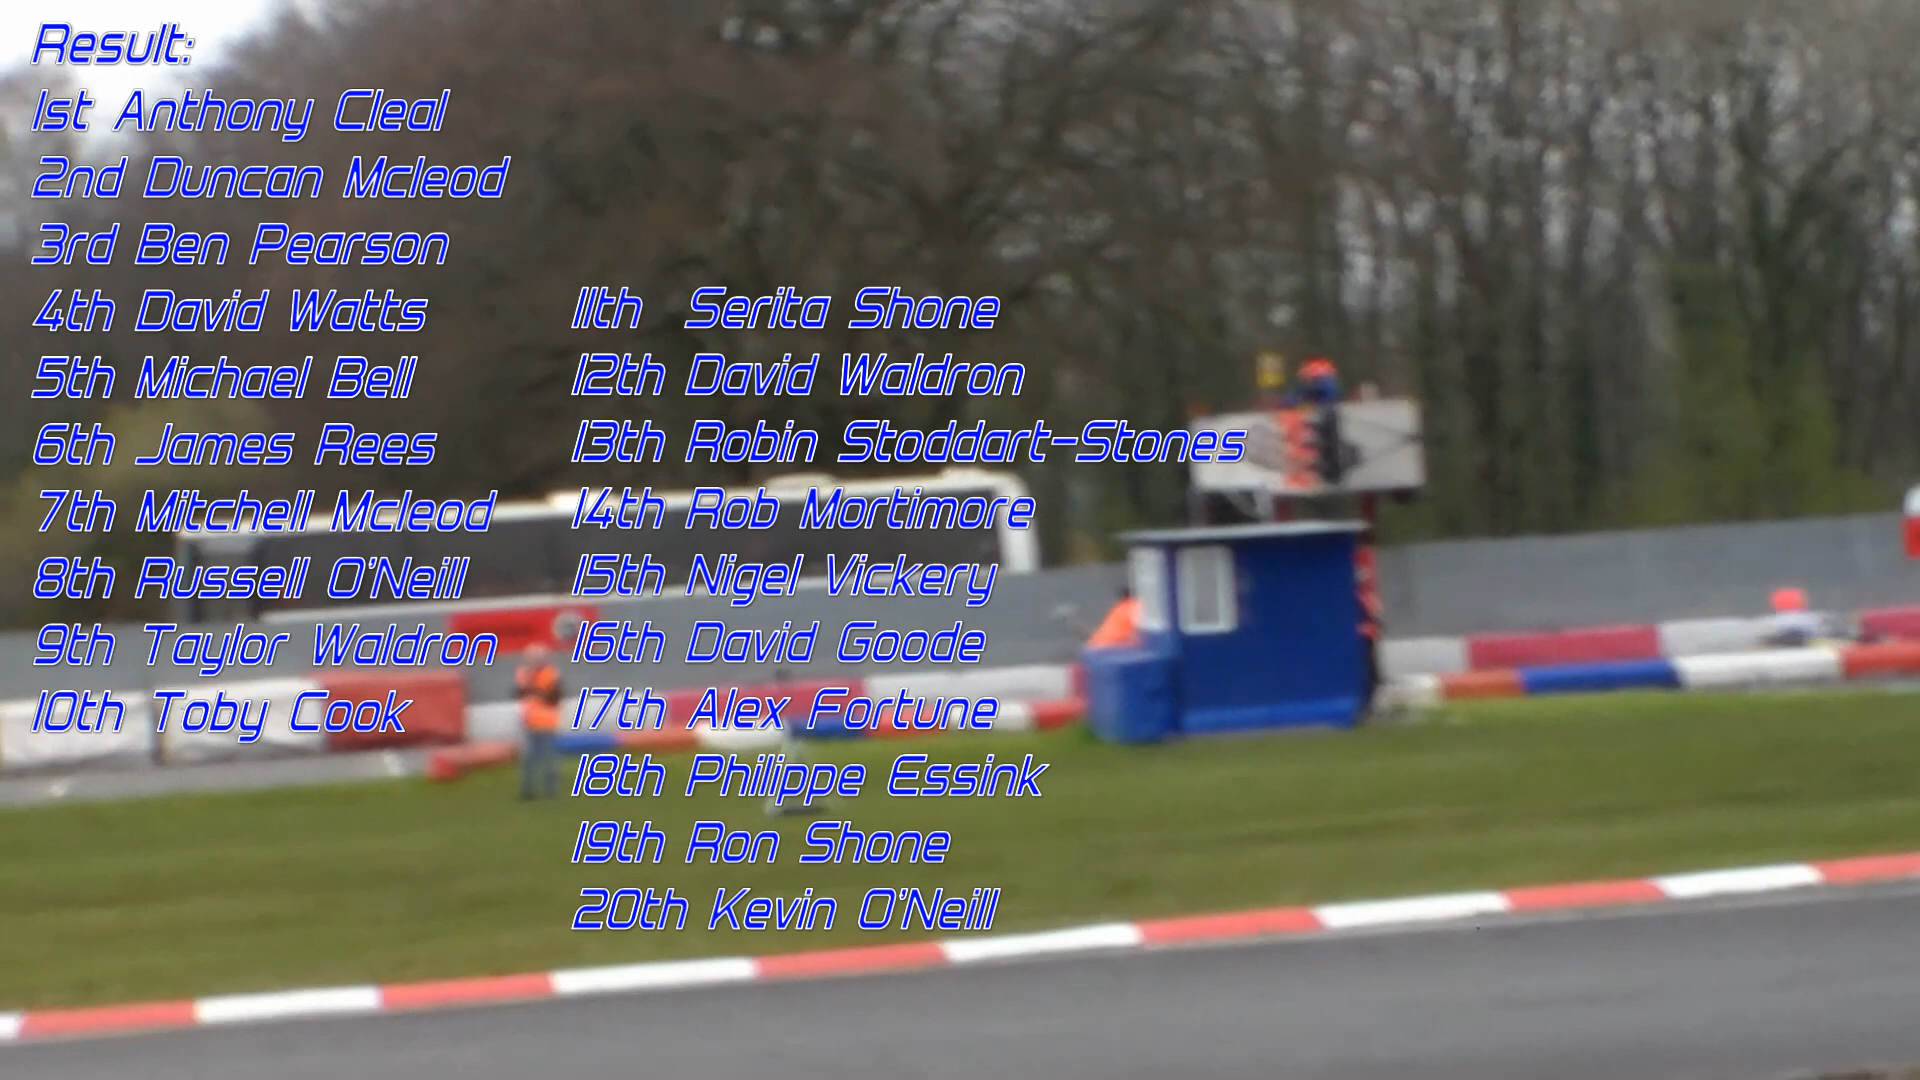 Result:
1st Anthony Cleal
2nd Duncan Mcleod
3rd Ben Pearson
4th David Watts
5th Michael Bell
6th James Rees
7th Mitchell Mcleod
8th Russell O'Neill
9th Taylor Waldron
10th Toby Cook
11th Serita Shone
12th David Waldron
13th Robin Stoddart-Stones
14th Rob Mortimore
15th Nigel Vickery
16th David Goode
17th Alex Fortune
18th Philippe Essink
19th Ron Shone
20th Kevin O'Neill